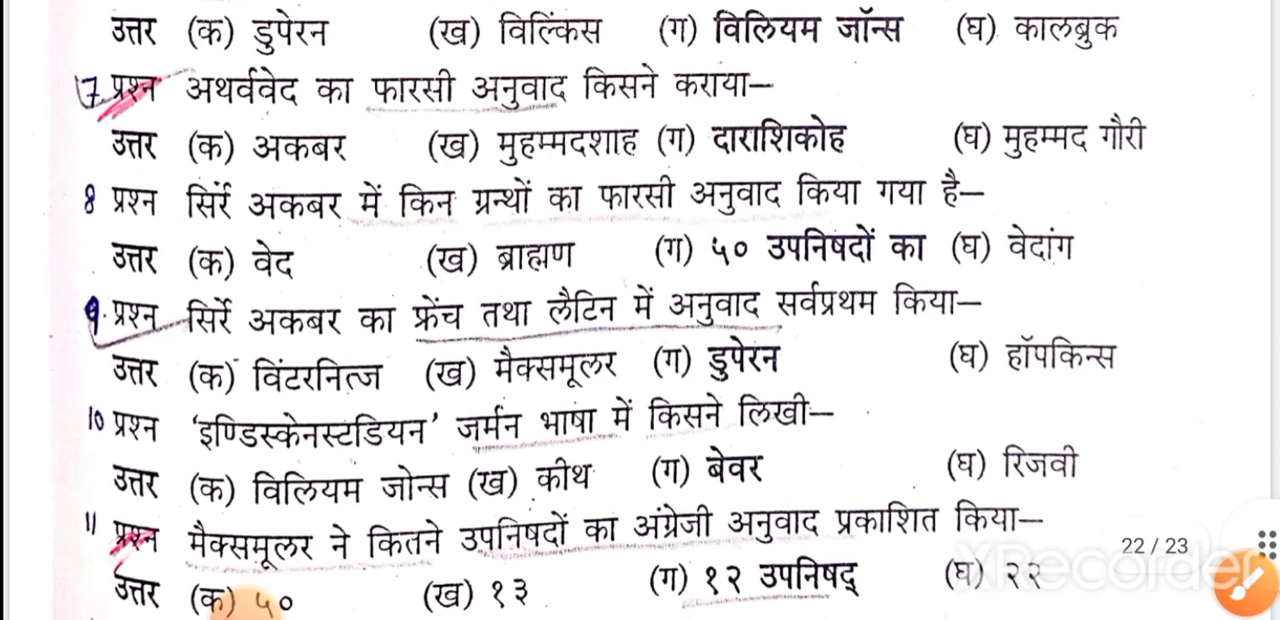 उत्तर (क) डुपेरन (ख) विल्किंस (ग) विलियम जॉन्स (घ) कालब्रुक
7 प्रश्न अथर्ववेद का फारसी अनुवाद किसने कराया–
उत्तर (क) अकबर (ख) मुहम्मदशाह (ग) दाराशिकोह (घ) मुहम्मद गौरी
8 प्रश्न सिर्रे अकबर में किन ग्रन्थों का फारसी अनुवाद किया गया है–
उत्तर (क) वेद (ख) ब्राह्मण (ग) ५० उपनिषदों का (घ) वेदांग
9. प्रश्न सिर्रे अकबर का फ्रेंच तथा लैटिन में अनुवाद सर्वप्रथम किया–
उत्तर (क) विंटरनित्ज (ख) मैक्समूलर (ग) डुपेरन (घ) हॉपकिन्स
10 प्रश्न ‘इण्डिस्केनस्टडियन’ जर्मन भाषा में किसने लिखी–
उत्तर (क) विलियम जोन्स (ख) कीथ (ग) बेवर (घ) रिजवी
11 प्रश्न मैक्समूलर ने कितने उपनिषदों का अंग्रेजी अनुवाद प्रकाशित किया–
22 / 23
XRecorder
उत्तर (क) ५० (ख) १३ (ग) १२ उपनिषद् (घ) २२